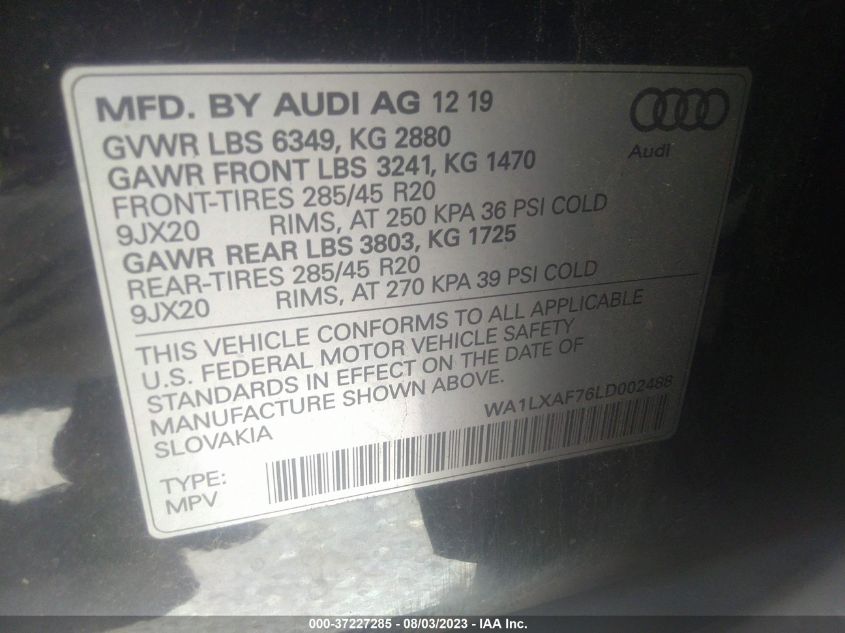 MFD. BY AUDI AG 12 19
GVWR LBS 6349, KG 2880
GAWR FRONT LBS 3241, KG 1470
FRONT-TIRES 285/45 R20
9JX20 RIMS, AT 250 KPA 36 PSI COLD
GAWR REAR LBS 3803, KG 1725
REAR-TIRES 285/45 R20
9JX20 RIMS, AT 270 KPA 39 PSI COLD
Audi
THIS VEHICLE CONFORMS TO ALL APPLICABLE
U.S. FEDERAL MOTOR VEHICLE SAFETY
STANDARDS IN EFFECT ON THE DATE OF
MANUFACTURE SHOWN ABOVE.
SLOVAKIA
WA1LXAF76LD002488
TYPE:
MPV
000-37227285 - 08/03/2023 - IAA Inc.